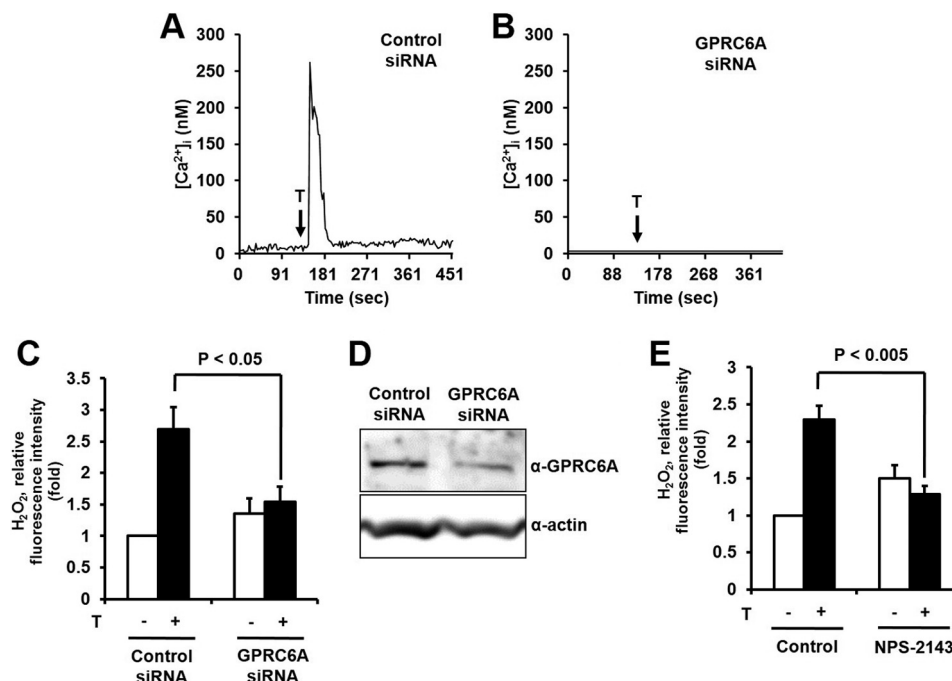 A
Control
siRNA
[Ca²⁺]ᵢ (nM)
300
250
200
150
100
50
0
T
0 91 181 271 361 451
Time (sec)
B
GPRC6A
siRNA
[Ca²⁺]ᵢ (nM)
300
250
200
150
100
50
0
T
0 88 178 268 361
Time (sec)
C
P < 0.05
H₂O₂, relative
fluorescence intensity
(fold)
3.5
3
2.5
2
1.5
1
0.5
0
T - + - +
Control
siRNA
GPRC6A
siRNA
D
Control
siRNA
GPRC6A
siRNA
α-GPRC6A
α-actin
E
P < 0.005
H₂O₂, relative
fluorescence intensity
(fold)
3
2.5
2
1.5
1
0.5
0
T - + - +
Control NPS-2143